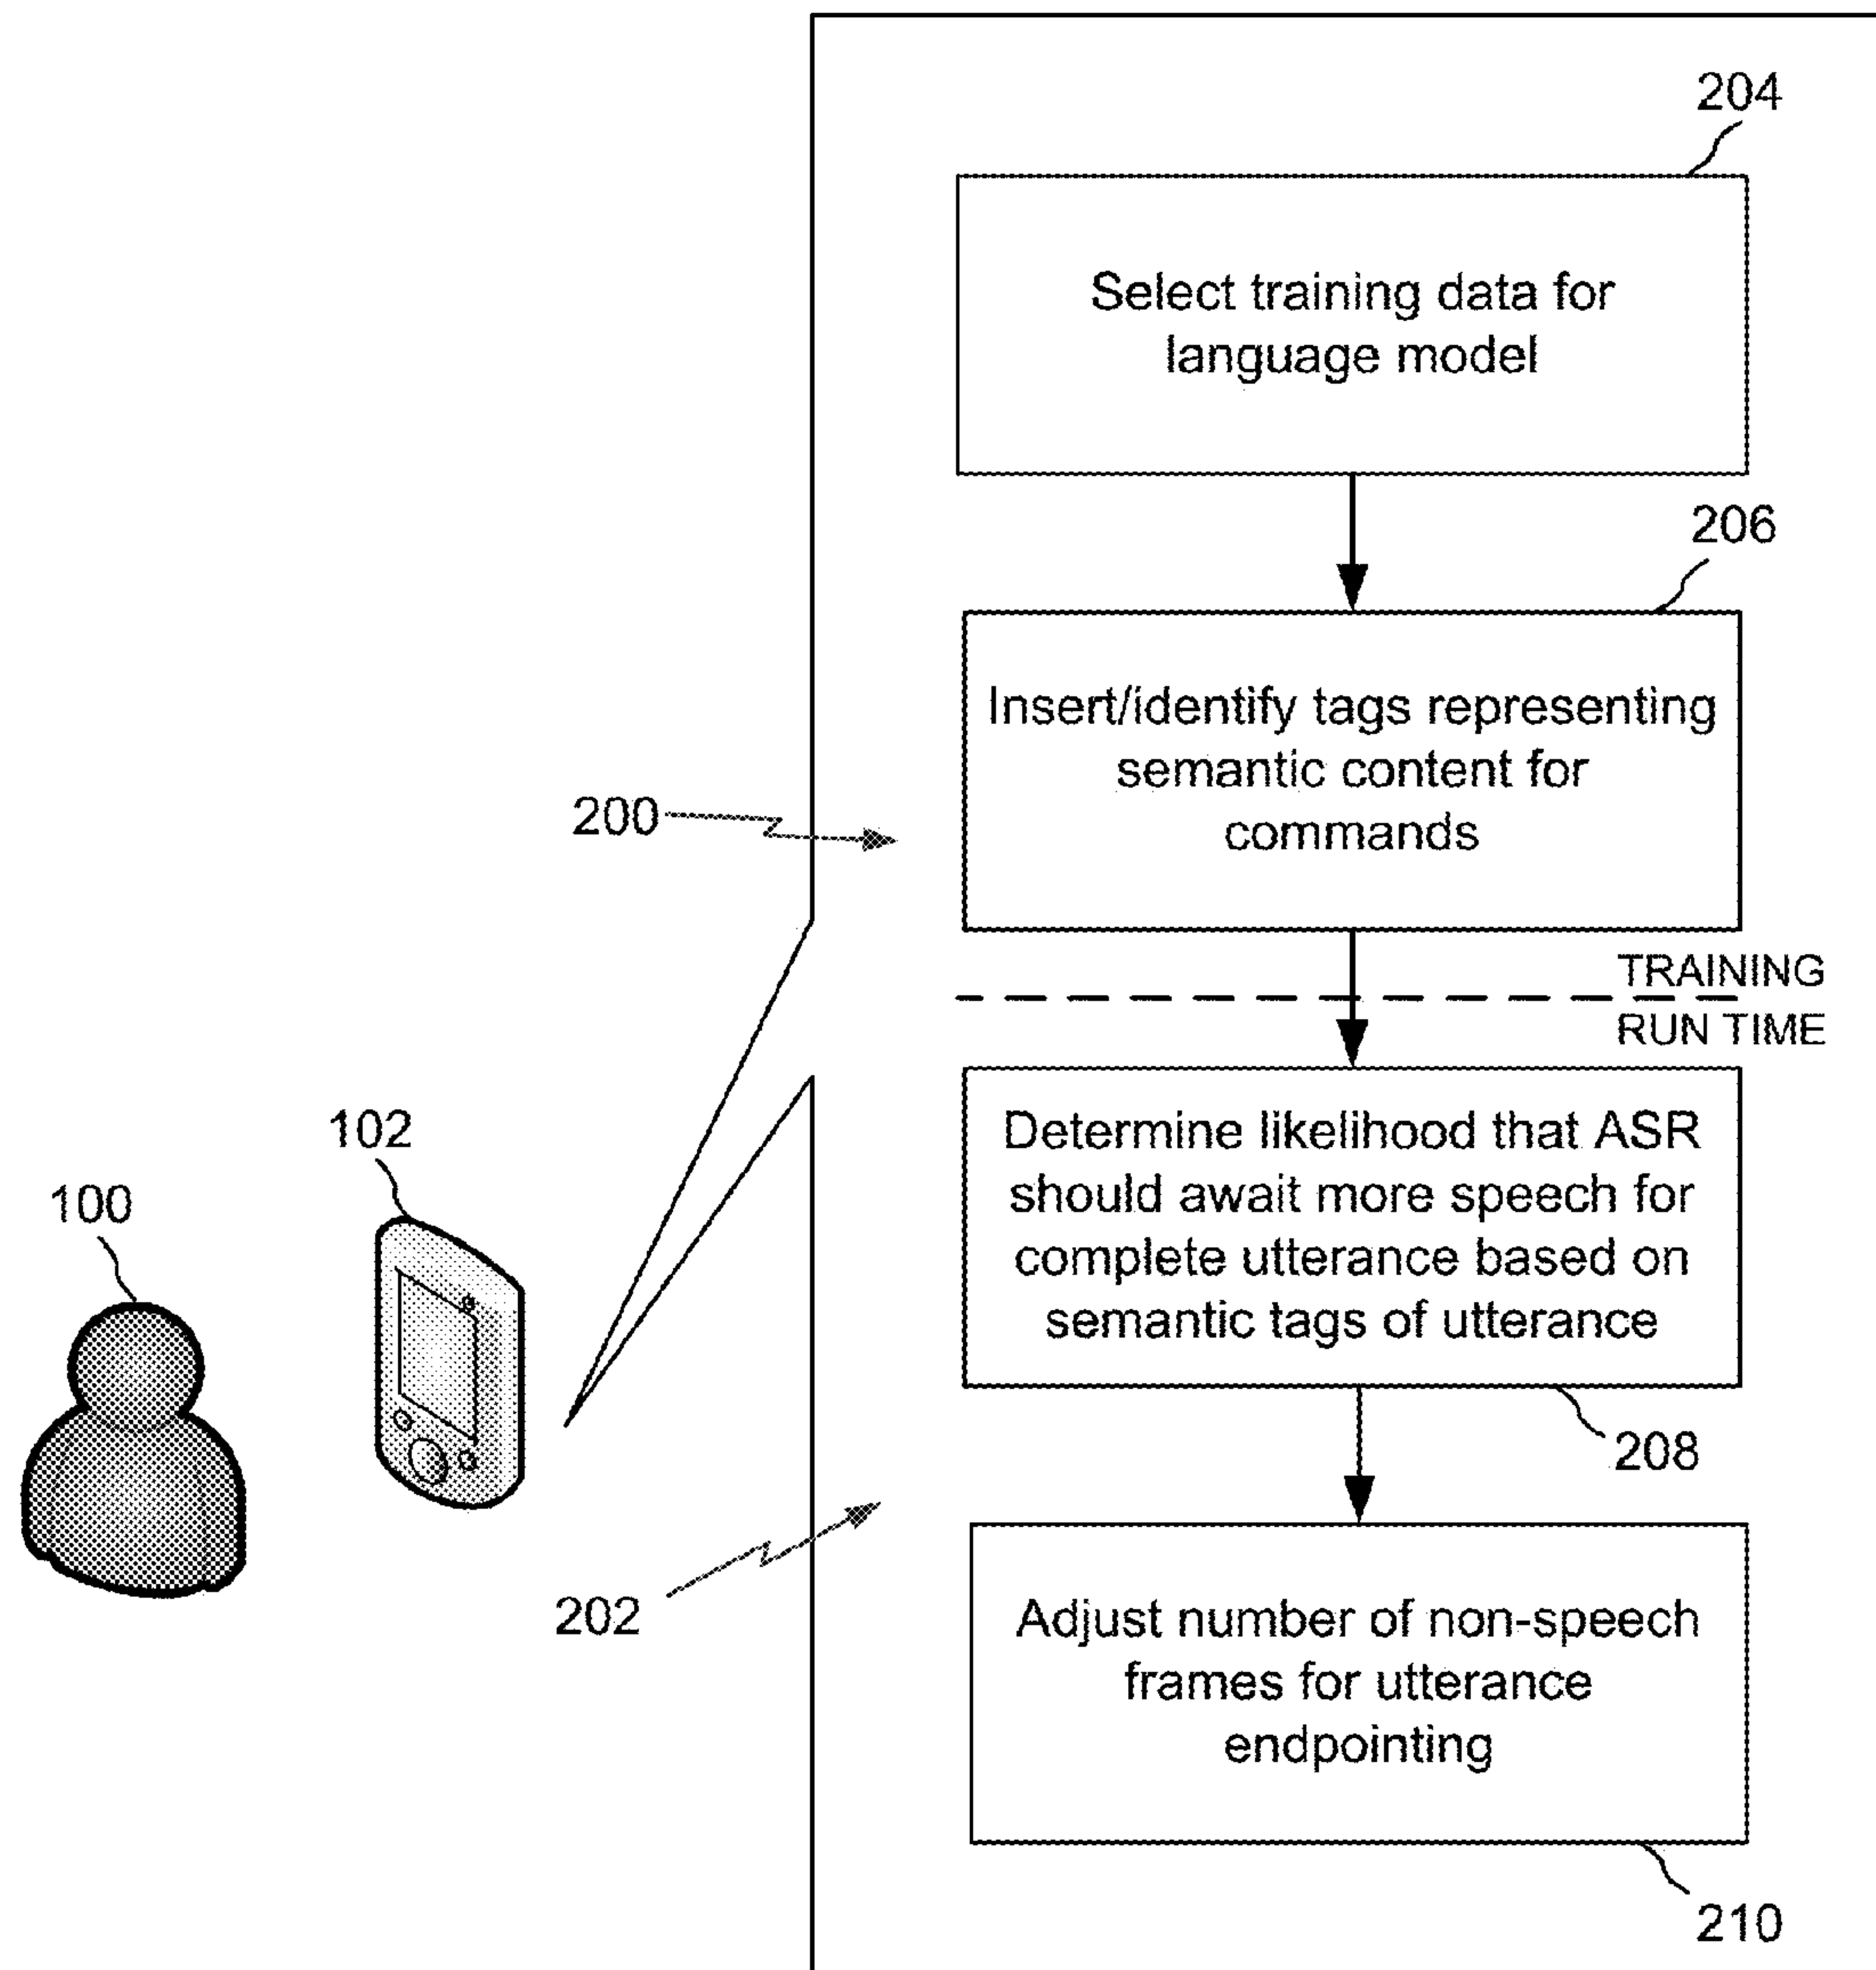 204
Select training data for
language model
206
Insert/identify tags representing
semantic content for
commands
200
TRAINING
RUN TIME
102
100
Determine likelihood that ASR
should await more speech for
complete utterance based on
semantic tags of utterance
208
202
Adjust number of non-speech
frames for utterance
endpointing
210